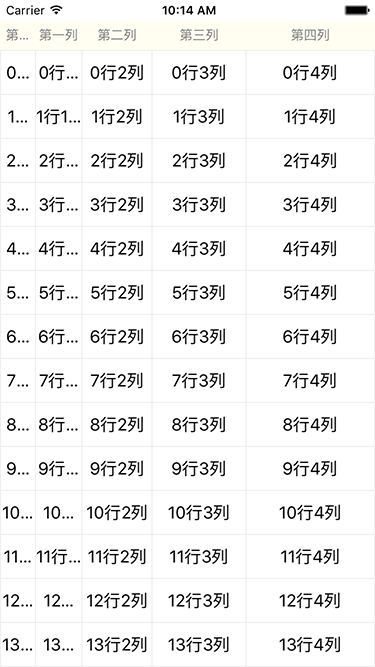 Carrier 10:14 AM
第... 第一列 第二列 第三列 第四列
0... 0行... 0行2列 0行3列 0行4列
1... 1行1... 1行2列 1行3列 1行4列
2... 2行... 2行2列 2行3列 2行4列
3... 3行... 3行2列 3行3列 3行4列
4... 4行... 4行2列 4行3列 4行4列
5... 5行... 5行2列 5行3列 5行4列
6... 6行... 6行2列 6行3列 6行4列
7... 7行... 7行2列 7行3列 7行4列
8... 8行... 8行2列 8行3列 8行4列
9... 9行... 9行2列 9行3列 9行4列
10... 10... 10行2列 10行3列 10行4列
11... 11行... 11行2列 11行3列 11行4列
12... 12... 12行2列 12行3列 12行4列
13... 13... 13行2列 13行3列 13行4列